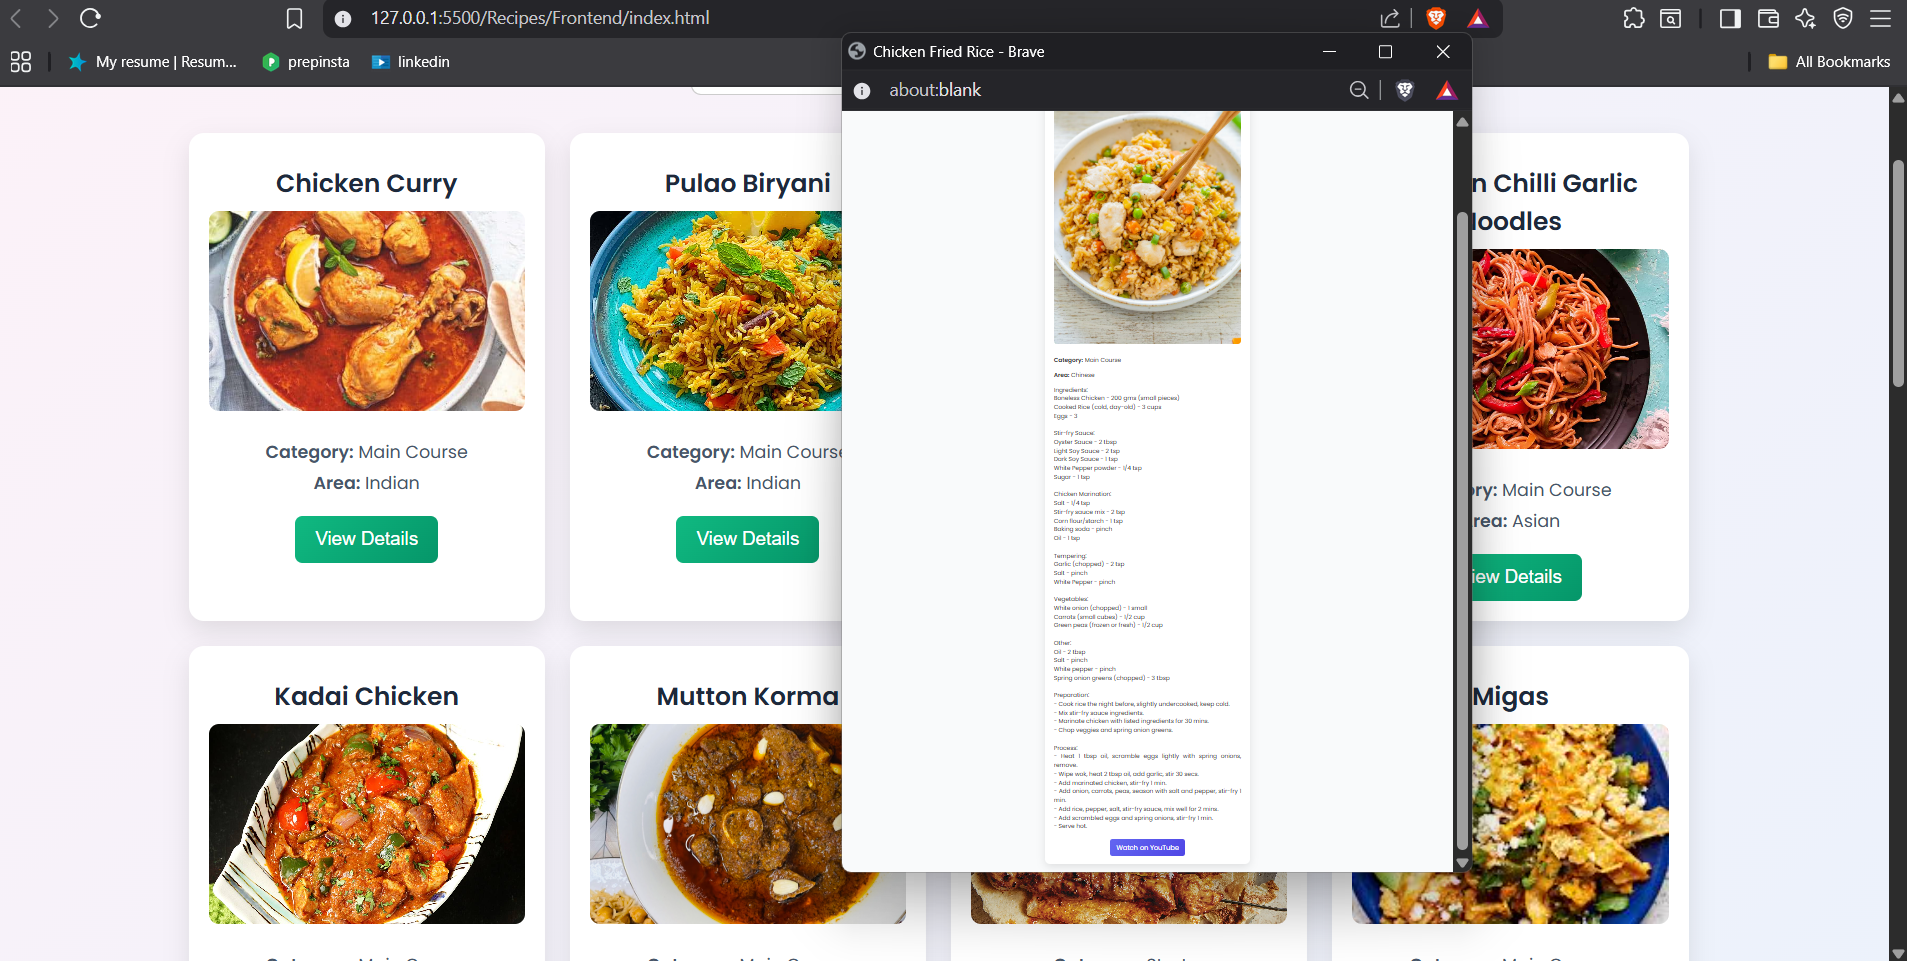 127.0.0.1:5500/Recipes/Frontend/index.html
My resume | Resum...
prepinsta
linkedin
All Bookmarks
Chicken Fried Rice - Brave
about:blank
Chicken Curry
Category: Main Course
Area: Indian
View Details
Pulao Biryani
Category: Main Course
Area: Indian
View Details
n Chilli Garlic
loodles
ry: Main Course
rea: Asian
iew Details
Kadai Chicken
Mutton Korma
Migas
Category: Main Course
Area: Chinese
Ingredients:
Boneless Chicken - 200 gms (small pieces)
Cooked Rice (cold, day-old) - 3 cups
Eggs - 3
Stir-fry Sauce:
Oyster Sauce - 2 tbsp
Light Soy Sauce - 2 tsp
Dark Soy Sauce - 1 tsp
White Pepper powder - 1/4 tsp
Sugar - 1 tsp
Chicken Marination:
Salt - 1/4 tsp
Stir-fry sauce mix - 2 tsp
Corn flour/starch - 1 tsp
Baking soda - pinch
Oil - 1 tsp
Tempering:
Garlic (chopped) - 2 tsp
Salt - pinch
White Pepper - pinch
Vegetables:
White onion (chopped) - 1 small
Carrots (small cubes) - 1/2 cup
Green peas (frozen or fresh) - 1/2 cup
Other:
Oil - 2 tbsp
Salt - pinch
White pepper - pinch
Spring onion greens (chopped) - 3 tbsp
Preparation:
- Cook rice the night before, slightly undercooked, keep cold.
- Mix stir-fry sauce ingredients.
- Marinate chicken with listed ingredients for 30 mins.
- Chop veggies and spring onion greens.
Process:
- Heat 1 tbsp oil, scramble eggs lightly with spring onions,
remove.
- Wipe wok, heat 2 tbsp oil, add garlic, stir 30 secs.
- Add marinated chicken, stir-fry 1 min.
- Add onion, carrots, peas, season with salt and pepper, stir-fry 1
min.
- Add rice, pepper, salt, stir-fry sauce, mix well for 2 mins.
- Add scrambled eggs and spring onions, stir-fry 1 min.
- Serve hot.
Watch on YouTube